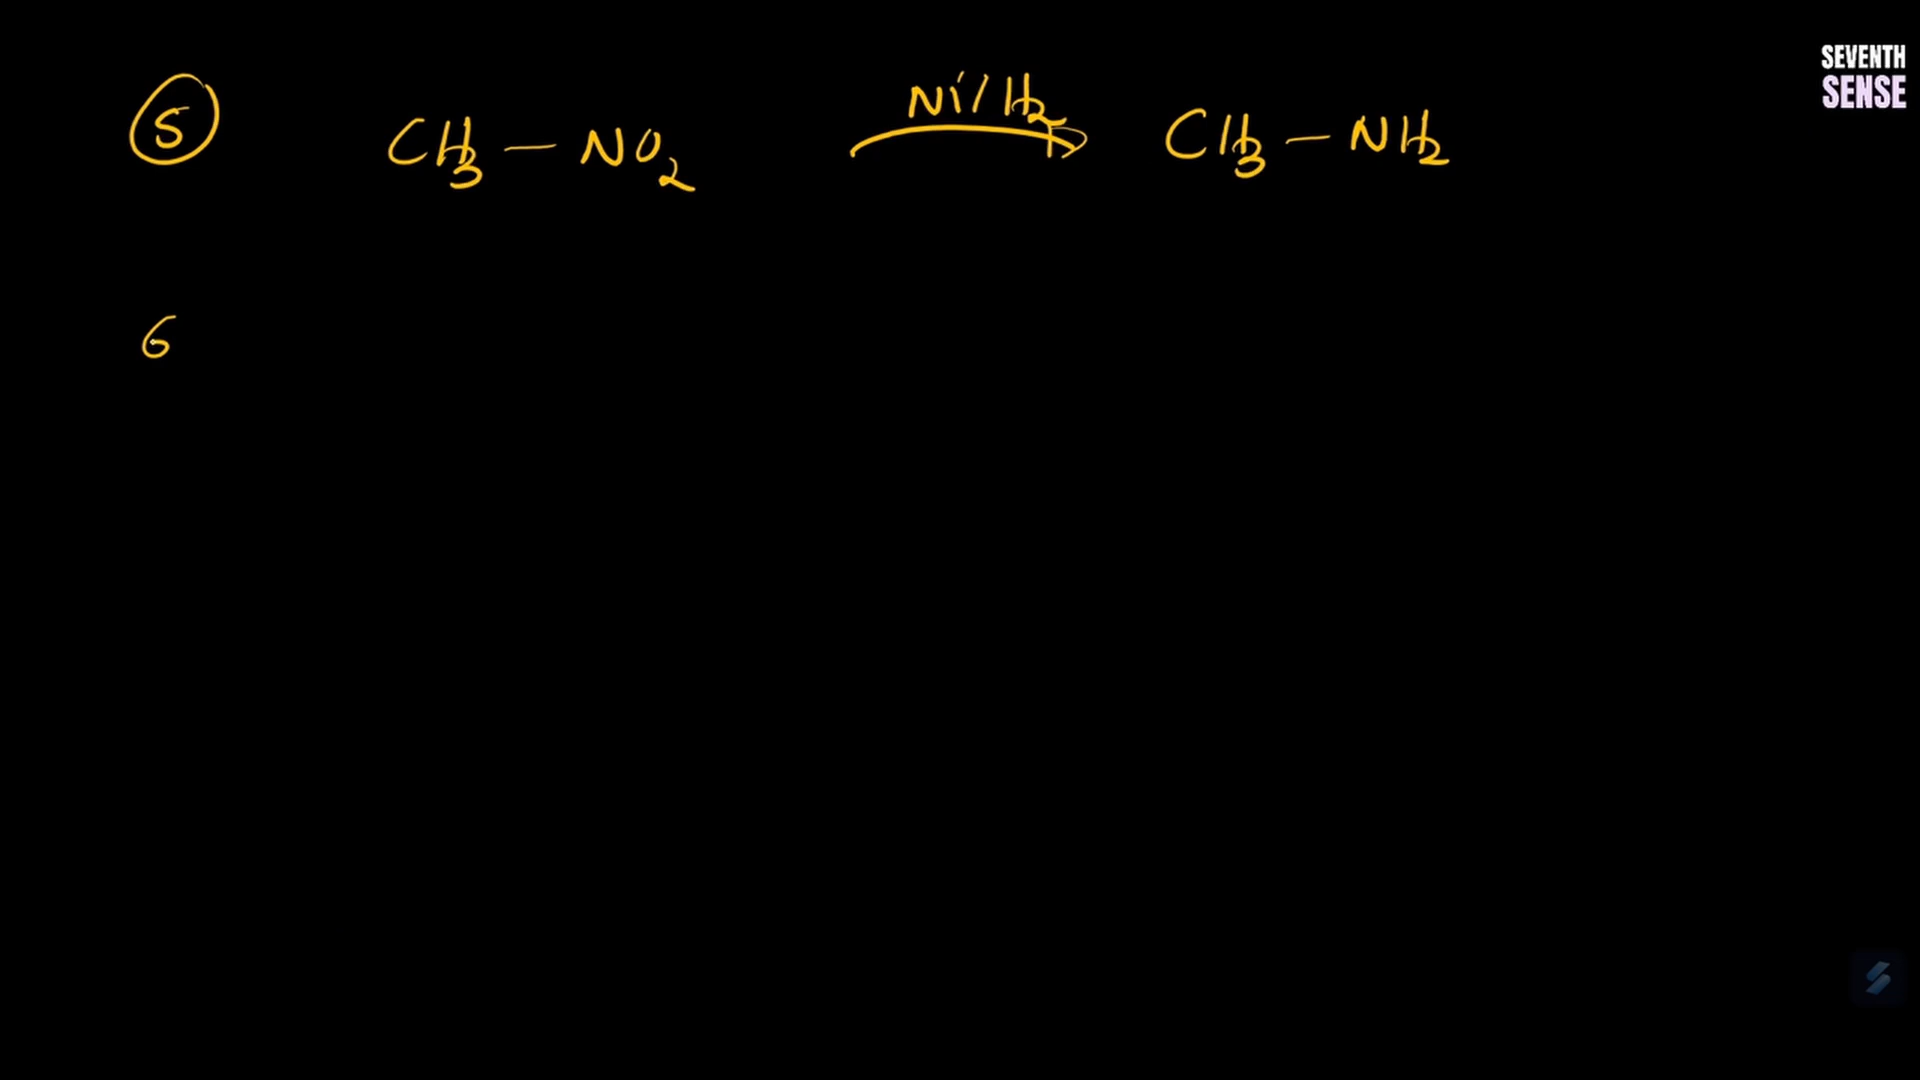 SEVENTH
SENSE
5 CH3 — NO2 Ni/H2 → CH3 — NH2
6